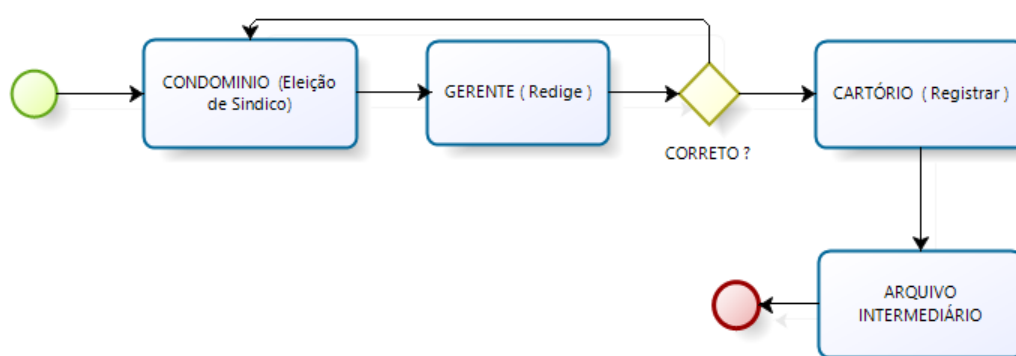 CONDOMINIO (Eleição
de Sindico)
GERENTE ( Redige )
CORRETO ?
CARTÓRIO ( Registrar )
ARQUIVO
INTERMEDIÁRIO